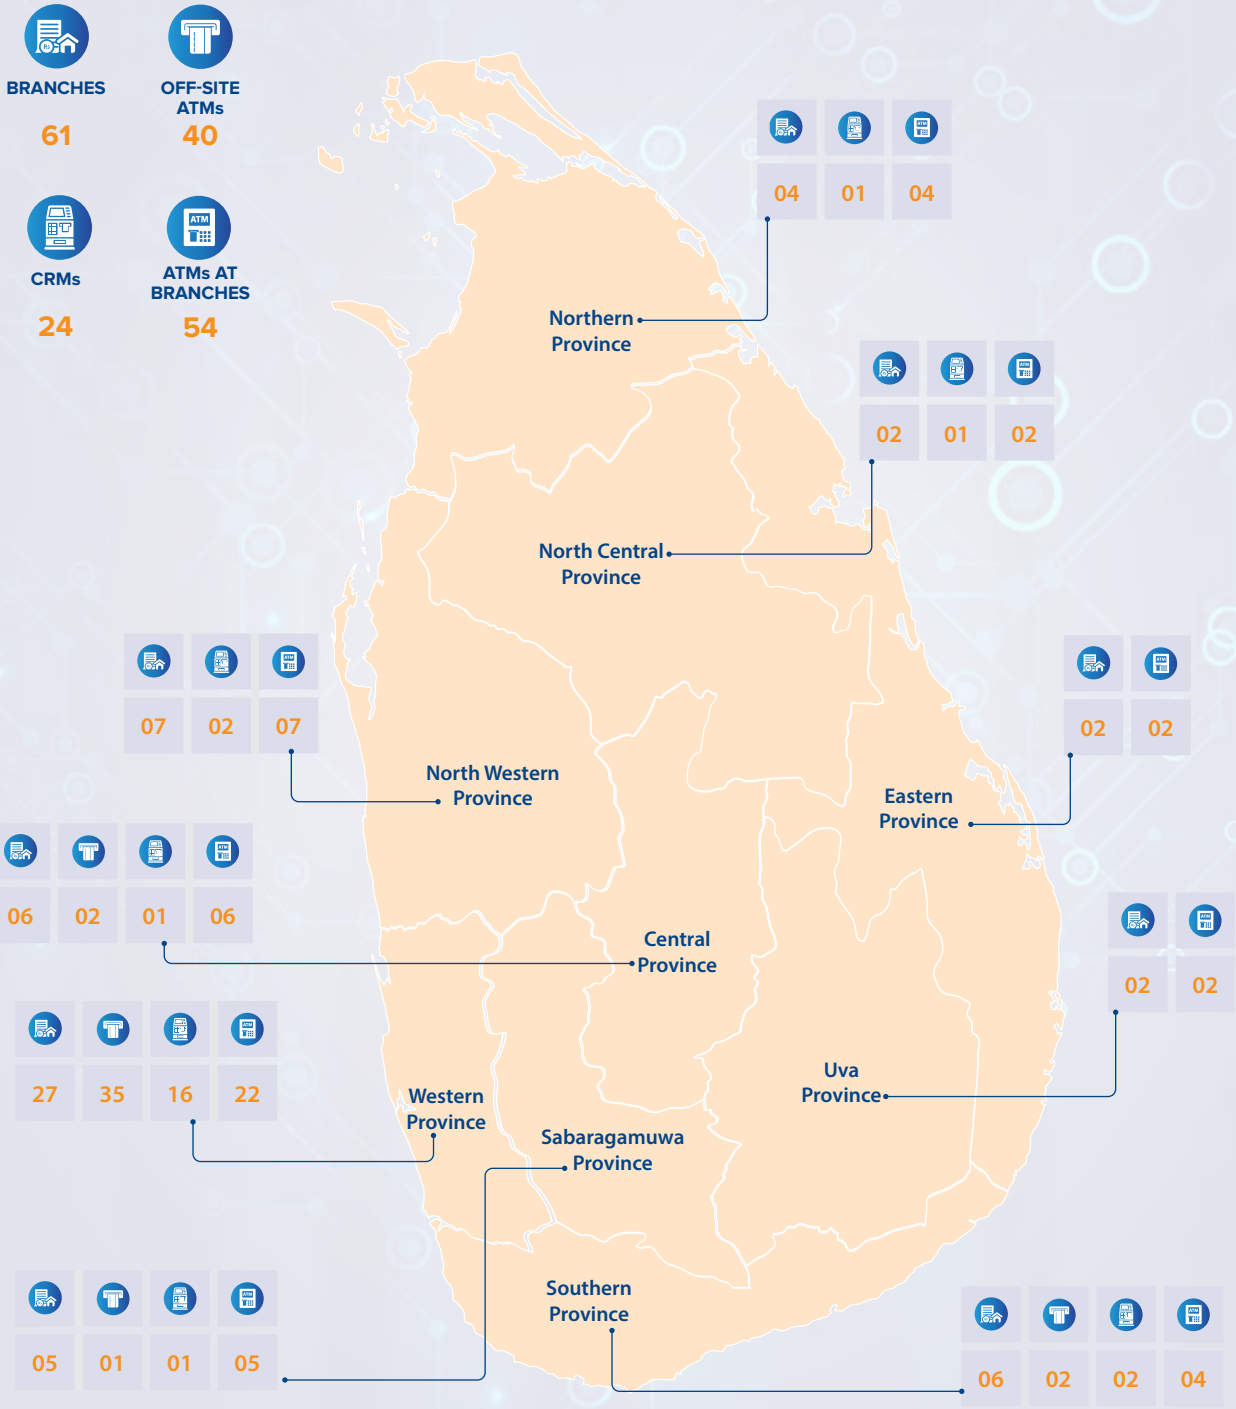 BRANCHES
61
OFF-SITE
ATMs
40
CRMs
24
ATM
ATMs AT
BRANCHES
54
04 01 04
Northern
Province
02 01 02
North Central
Province
07 02 07
North Western
Province
02 02
Eastern
Province
06 02 01 06
Central
Province
02 02
Uva
Province
27 35 16 22
Western
Province
Sabaragamuwa
Province
05 01 01 05
Southern
Province
06 02 02 04